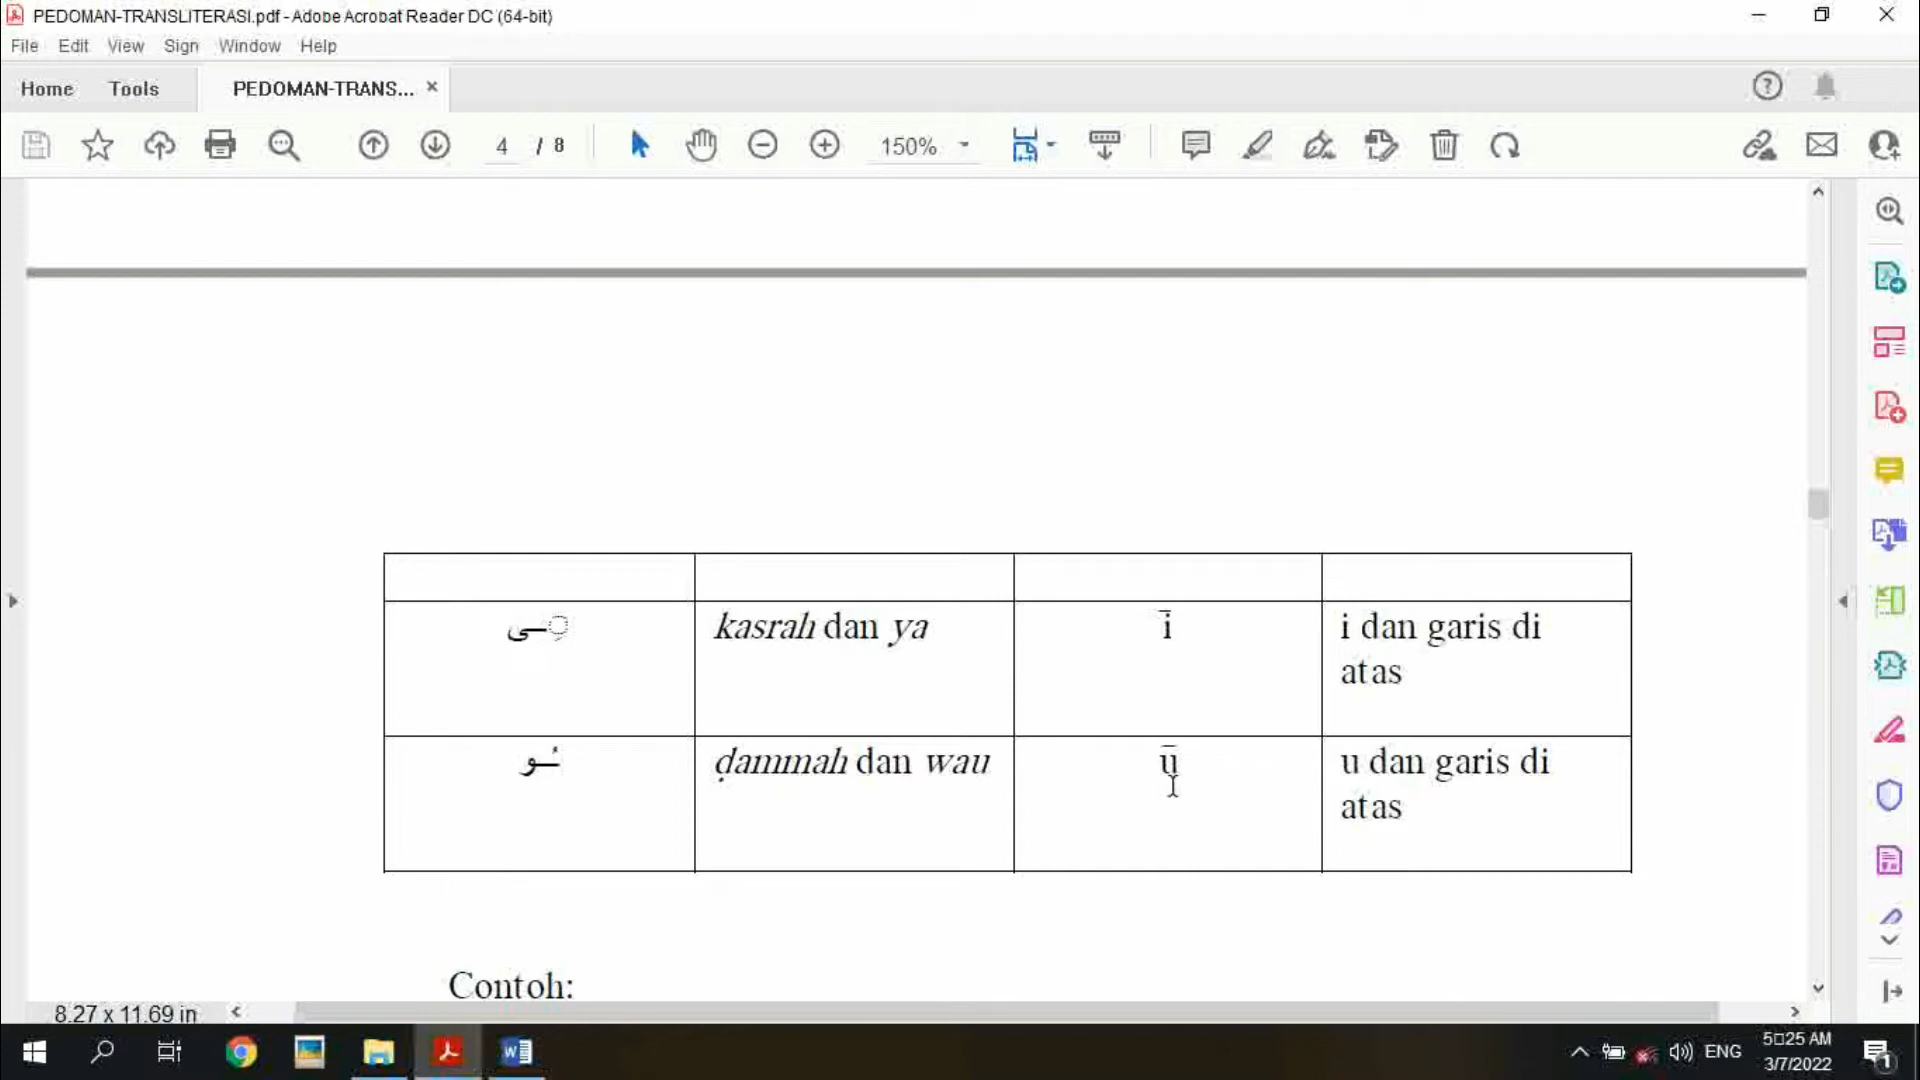 PEDOMAN-TRANSLITERASI.pdf - Adobe Acrobat Reader DC (64-bit)
File Edit View Sign Window Help
Home Tools PEDOMAN-TRANS... ×
4 / 8 150%
ـِـى kasrah dan ya ī i dan garis di
atas
ـُـو ḍammah dan wau ū u dan garis di
atas
Contoh:
8.27 x 11.69 in
ENG
5□25 AM
3/7/2022
1